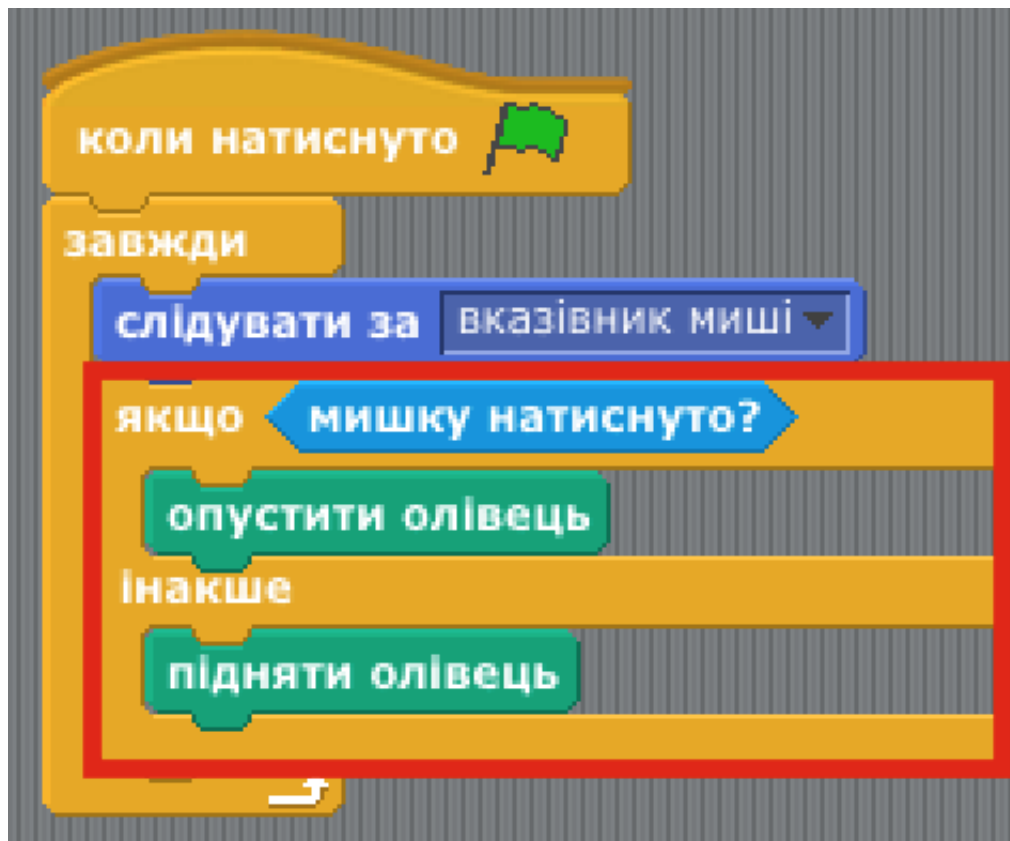 коли натиснуто
завжди
слідувати за вказівник миші
якщо мишку натиснуто?
опустити олівець
інакше
підняти олівець